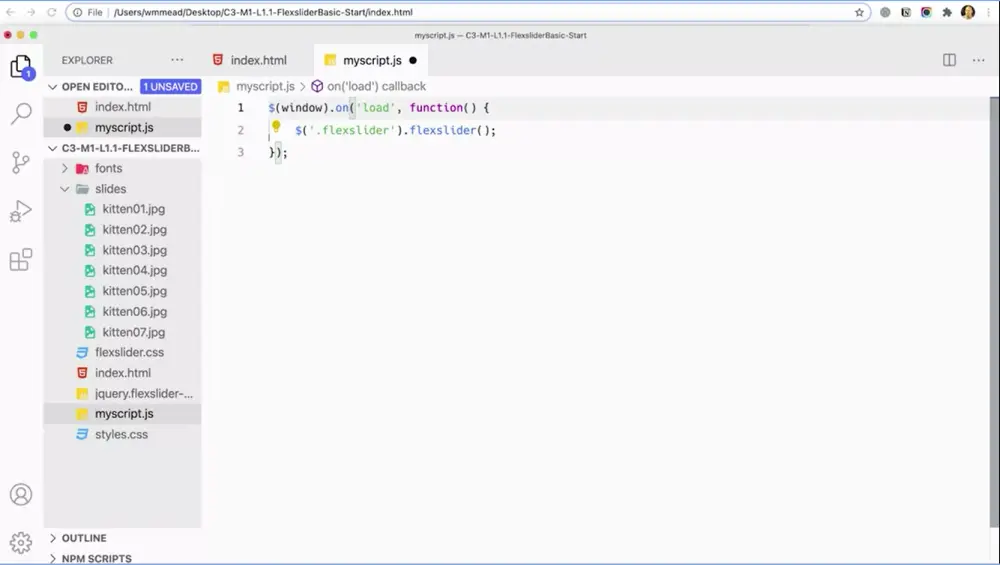 File /Users/wmmead/Desktop/C3-M1-L1.1-FlexsliderBasic-Start/index.html
myscript.js — C3-M1-L1.1-FlexsliderBasic-Start
EXPLORER ...
index.html
myscript.js
OPEN EDITO... 1 UNSAVED
myscript.js > on('load') callback
index.html
myscript.js
C3-M1-L1.1-FLEXSLIDERB...
fonts
slides
kitten01.jpg
kitten02.jpg
kitten03.jpg
kitten04.jpg
kitten05.jpg
kitten06.jpg
kitten07.jpg
flexslider.css
index.html
jquery.flexslider-...
myscript.js
styles.css
OUTLINE
NPM SCRIPTS
1
1 $(window).on('load', function() {
2 $('.flexslider').flexslider();
3 });